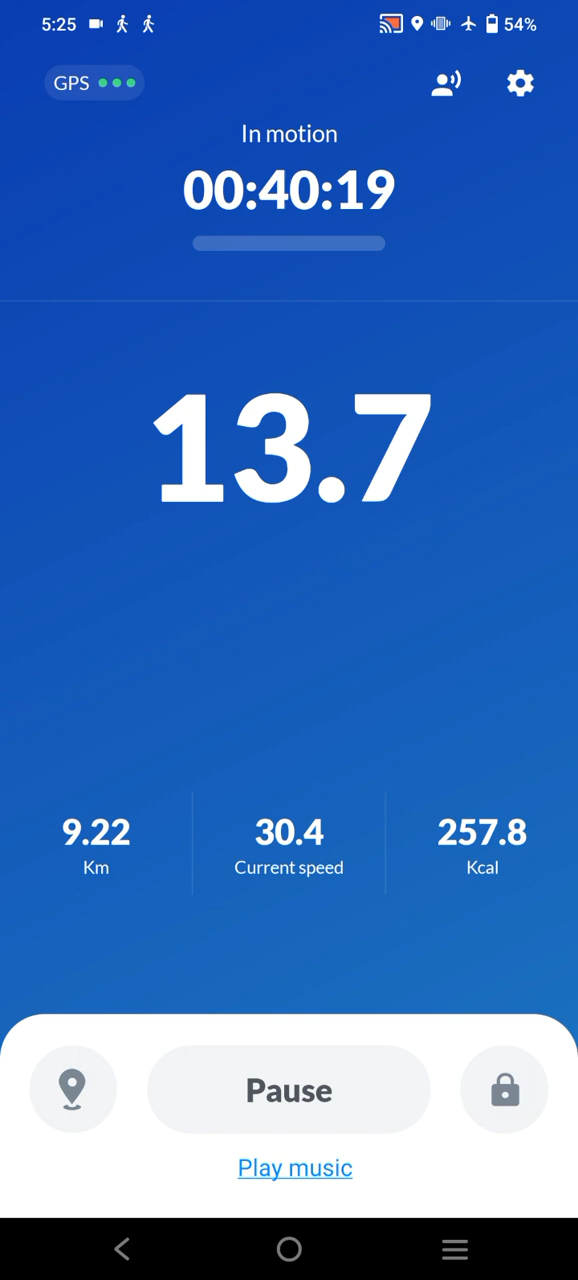 5:25 54%
GPS
In motion
00:40:19
13.7
9.22 30.4 257.8
Km Current speed Kcal
Pause
Play music